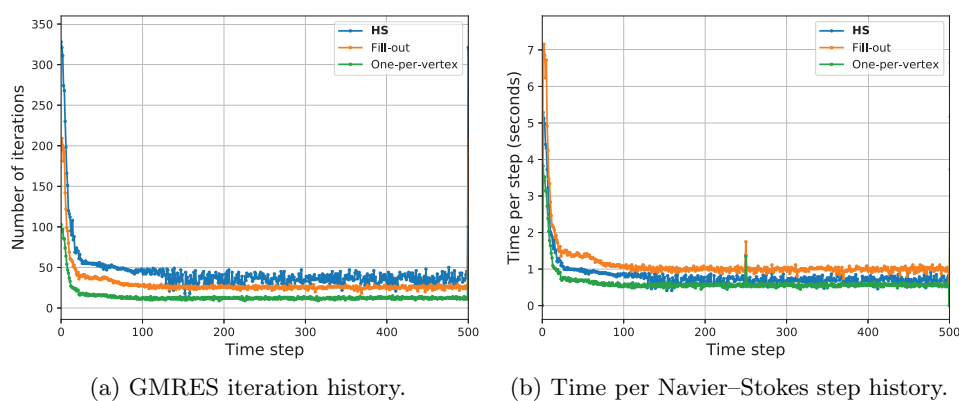 350
300
250
200
150
100
50
0
Number of iterations
HS
Fill-out
One-per-vertex
0 100 200 300 400 500
Time step
(a) GMRES iteration history.
7
6
5
4
3
2
1
0
Time per step (seconds)
HS
Fill-out
One-per-vertex
0 100 200 300 400 500
Time step
(b) Time per Navier–Stokes step history.